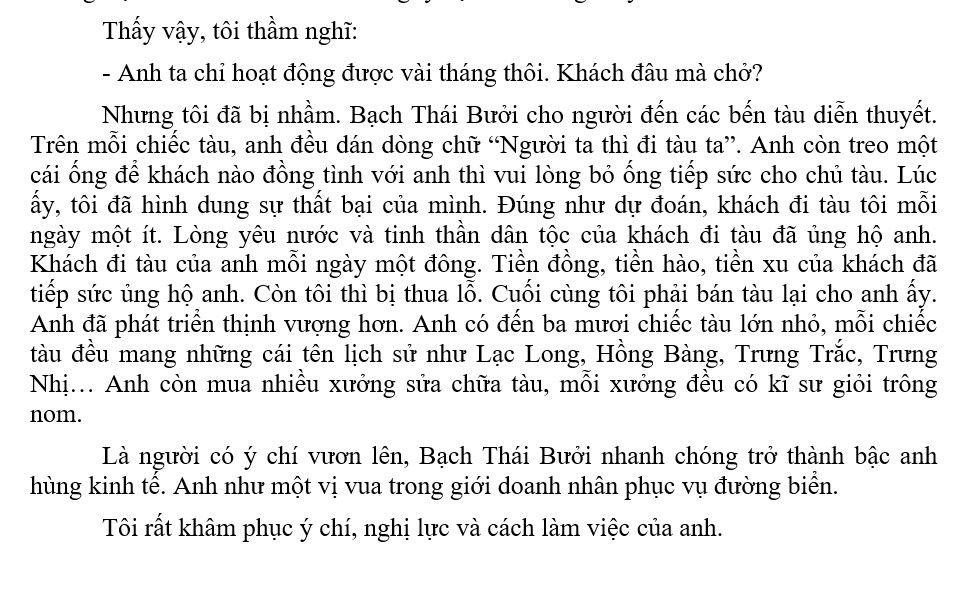 Thấy vậy, tôi thầm nghĩ:
- Anh ta chỉ hoạt động được vài tháng thôi. Khách đâu mà chở?
Nhưng tôi đã bị nhầm. Bạch Thái Bưởi cho người đến các bến tàu diễn thuyết.
Trên mỗi chiếc tàu, anh đều dán dòng chữ “Người ta thì đi tàu ta”. Anh còn treo một
cái ống để khách nào đồng tình với anh thì vui lòng bỏ ống tiếp sức cho chủ tàu. Lúc
ấy, tôi đã hình dung sự thất bại của mình. Đúng như dự đoán, khách đi tàu tôi mỗi
ngày một ít. Lòng yêu nước và tinh thần dân tộc của khách đi tàu đã ủng hộ anh.
Khách đi tàu của anh mỗi ngày một đông. Tiền đồng, tiền hào, tiền xu của khách đã
tiếp sức ủng hộ anh. Còn tôi thì bị thua lỗ. Cuối cùng tôi phải bán tàu lại cho anh ấy.
Anh đã phát triển thịnh vượng hơn. Anh có đến ba mươi chiếc tàu lớn nhỏ, mỗi chiếc
tàu đều mang những cái tên lịch sử như Lạc Long, Hồng Bàng, Trưng Trắc, Trưng
Nhị… Anh còn mua nhiều xưởng sửa chữa tàu, mỗi xưởng đều có kĩ sư giỏi trông
nom.
Là người có ý chí vươn lên, Bạch Thái Bưởi nhanh chóng trở thành bậc anh
hùng kinh tế. Anh như một vị vua trong giới doanh nhân phục vụ đường biển.
Tôi rất khâm phục ý chí, nghị lực và cách làm việc của anh.